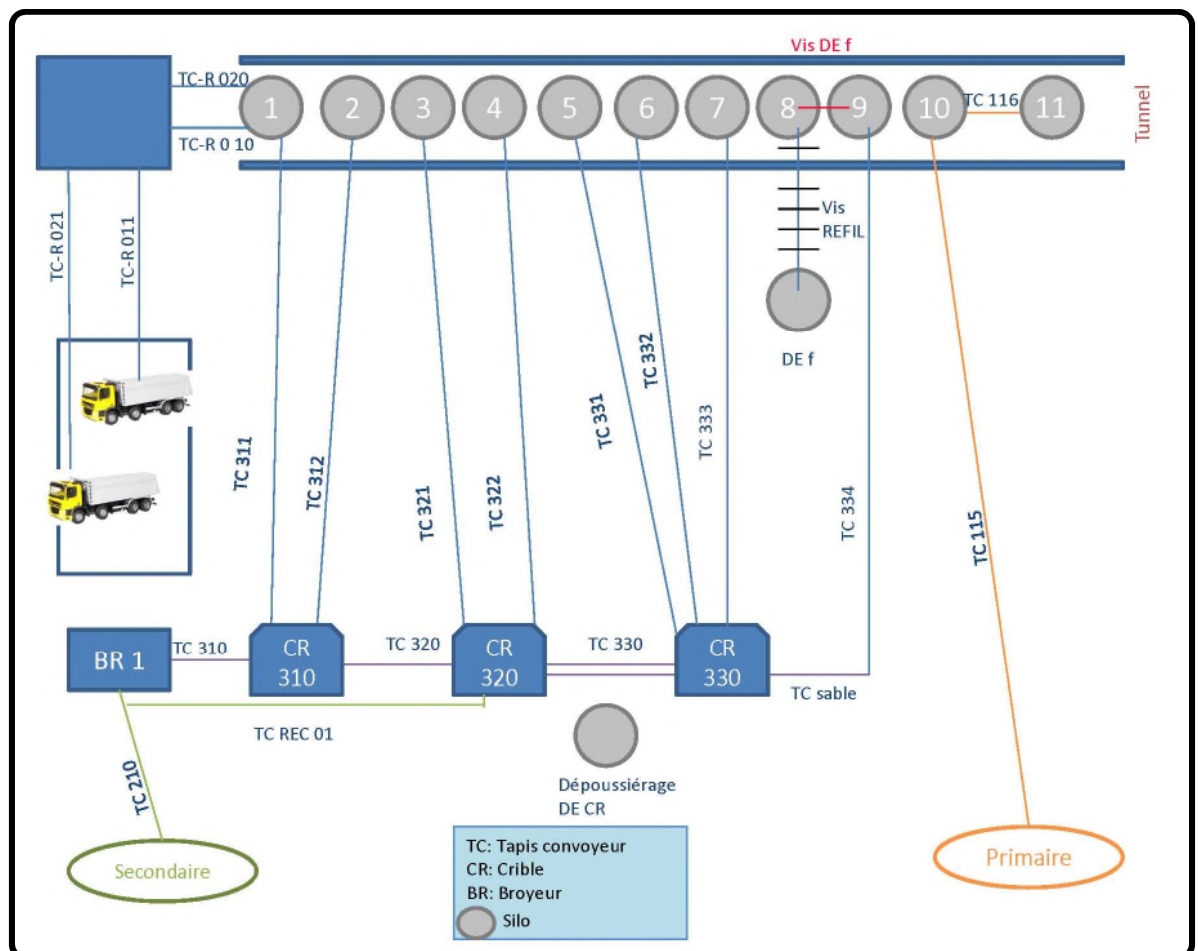 Vis DE f
TC-R 020
1
2
3
4
5
6
7
8
9
10
TC 116
11
Tunnel
TC-R 0 10
TC-R 021
TC-R 011
Vis
REFIL
DE f
TC 311
TC 312
TC 321
TC 322
TC 331
TC 332
TC 333
TC 334
TC 115
BR 1
TC 310
CR
310
TC 320
CR
320
TC 330
CR
330
TC sable
TC REC 01
TC 210
Dépoussiérage
DE CR
Secondaire
TC: Tapis convoyeur
CR: Crible
BR: Broyeur
Silo
Primaire